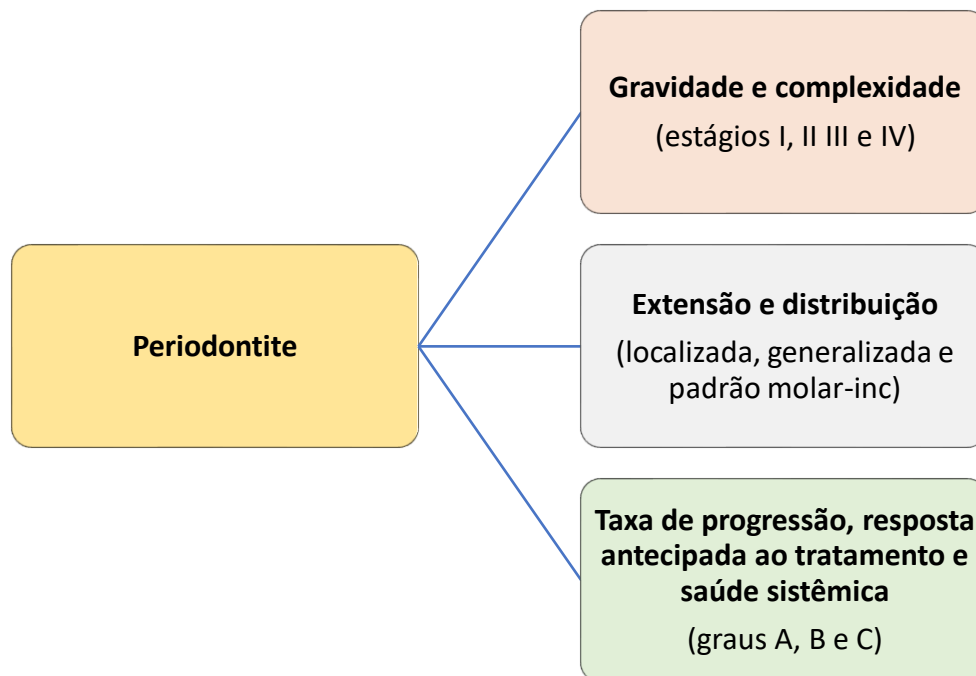 Gravidade e complexidade
(estágios I, II III e IV)
Periodontite
Extensão e distribuição
(localizada, generalizada e
padrão molar-inc)
Taxa de progressão, resposta
antecipada ao tratamento e
saúde sistêmica
(graus A, B e C)